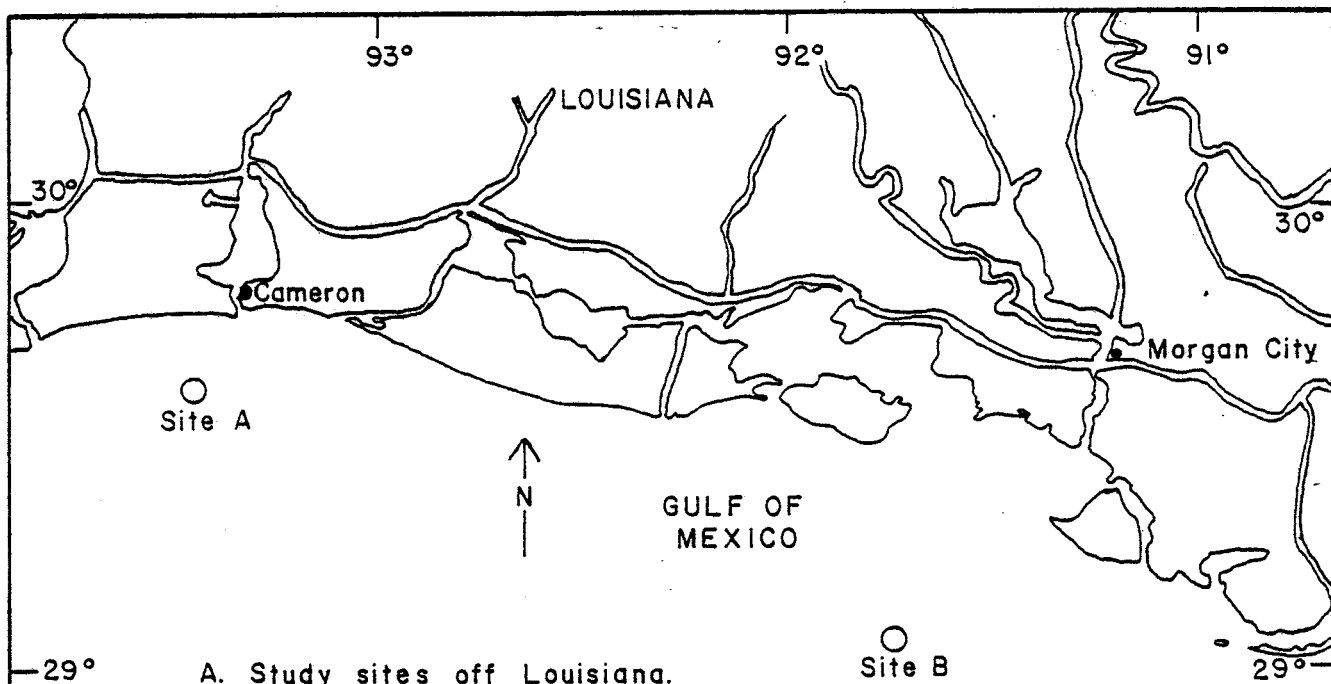 93°
92°
91°
LOUISIANA
30°
30°
Cameron
Morgan City
Site A
N
GULF OF
MEXICO
Site B
29°
A. Study sites off Louisiana.
29°